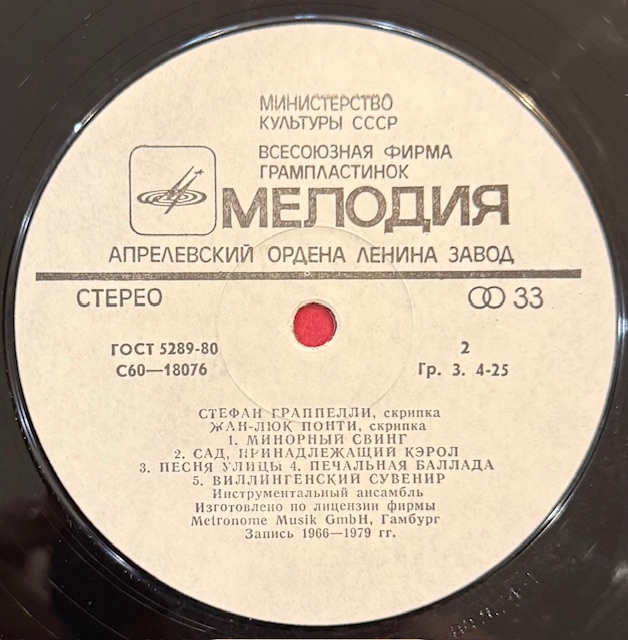 МИНИСТЕРСТВО
КУЛЬТУРЫ СССР
ВСЕСОЮЗНАЯ ФИРМА
ГРАМПЛАСТИНОК
МЕЛОДИЯ
АПРЕЛЕВСКИЙ ОРДЕНА ЛЕНИНА ЗАВОД
СТЕРЕО
33
ГОСТ 5289-80
2
С60—18076
Гр. 3. 4-25
СТЕФАН ГРАППЕЛЛИ, скрипка
ЖАН-ЛЮК ПОНТИ, скрипка
1. МИНОРНЫЙ СВИНГ
2. САД, ПРИНАДЛЕЖАЩИЙ КЭРОЛ
3. ПЕСНЯ УЛИЦЫ 4. ПЕЧАЛЬНАЯ БАЛЛАДА
5. ВИЛЛИНГЕНСКИЙ СУВЕНИР
Инструментальный ансамбль
Изготовлено по лицензии фирмы
Metronome Musik GmbH, Гамбург
Запись 1966—1979 гг.